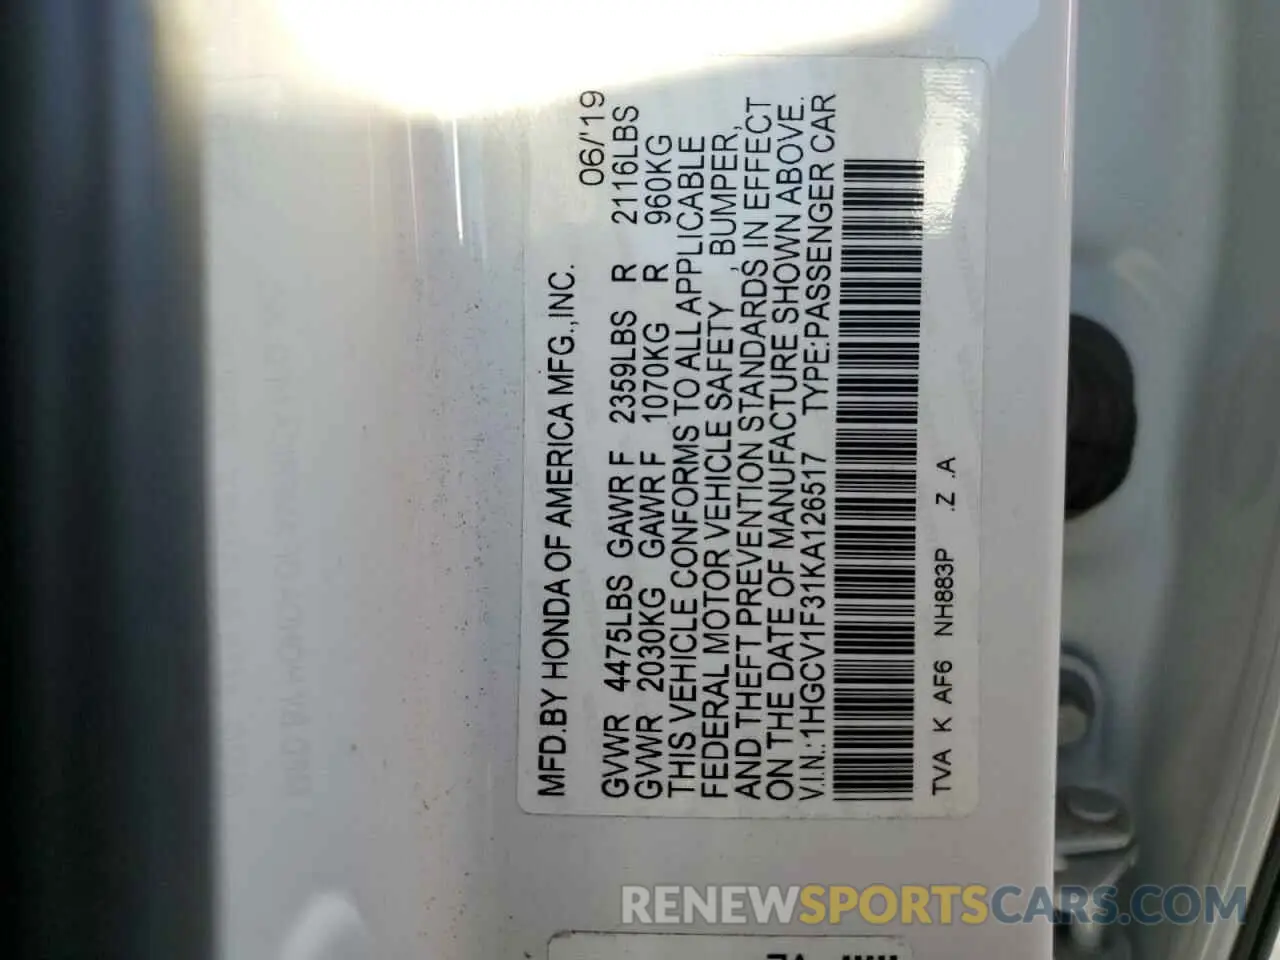 MFD.BY HONDA OF AMERICA MFG.,INC. 06/'19
GVWR 4475LBS GAWR F 2359LBS R 2116LBS
GVWR 2030KG GAWR F 1070KG R 960KG
THIS VEHICLE CONFORMS TO ALL APPLICABLE
FEDERAL MOTOR VEHICLE SAFETY , BUMPER,
AND THEFT PREVENTION STANDARDS IN EFFECT
ON THE DATE OF MANUFACTURE SHOWN ABOVE.
V.I.N.:1HGCV1F31KA126517 TYPE:PASSENGER CAR
TVA K AF6 NH883P .Z .A
RENEWSPORTSCARS.COM